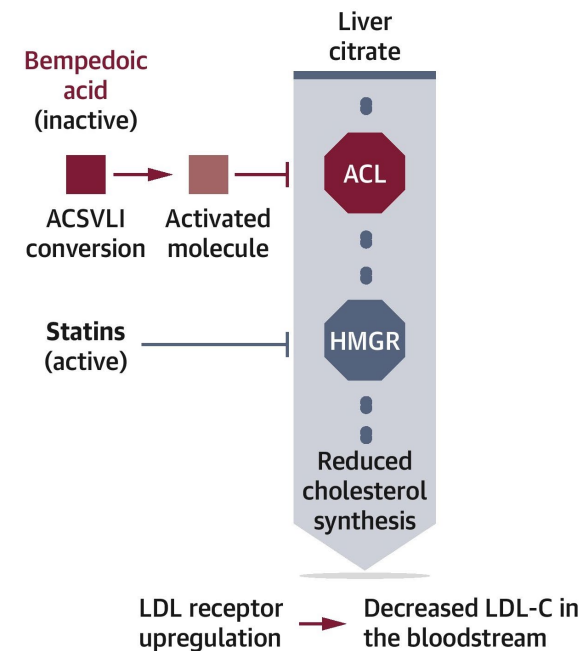 Liver
citrate
Bempedoic
acid
(inactive)
ACL
ACSVLI
conversion
Activated
molecule
Statins
(active)
HMGR
Reduced
cholesterol
synthesis
LDL receptor
upregulation
Decreased LDL-C in
the bloodstream